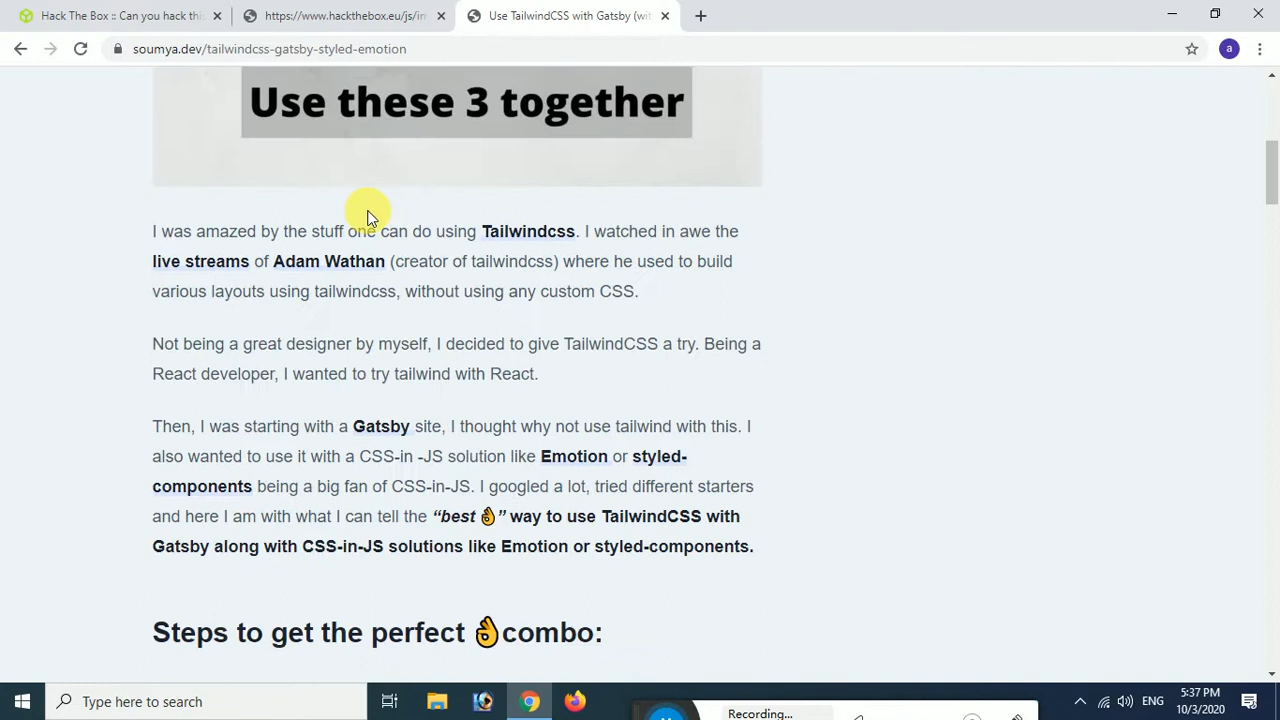 Hack The Box :: Can you hack this
https://www.hackthebox.eu/js/in
Use TailwindCSS with Gatsby (wit
soumya.dev/tailwindcss-gatsby-styled-emotion
a
Use these 3 together
I was amazed by the stuff one can do using Tailwindcss. I watched in awe the
live streams of Adam Wathan (creator of tailwindcss) where he used to build
various layouts using tailwindcss, without using any custom CSS.
Not being a great designer by myself, I decided to give TailwindCSS a try. Being a
React developer, I wanted to try tailwind with React.
Then, I was starting with a Gatsby site, I thought why not use tailwind with this. I
also wanted to use it with a CSS-in -JS solution like Emotion or styled-
components being a big fan of CSS-in-JS. I googled a lot, tried different starters
and here I am with what I can tell the “best👌” way to use TailwindCSS with
Gatsby along with CSS-in-JS solutions like Emotion or styled-components.
Steps to get the perfect 👌combo:
Type here to search
Recording...
ENG
5:37 PM
10/3/2020